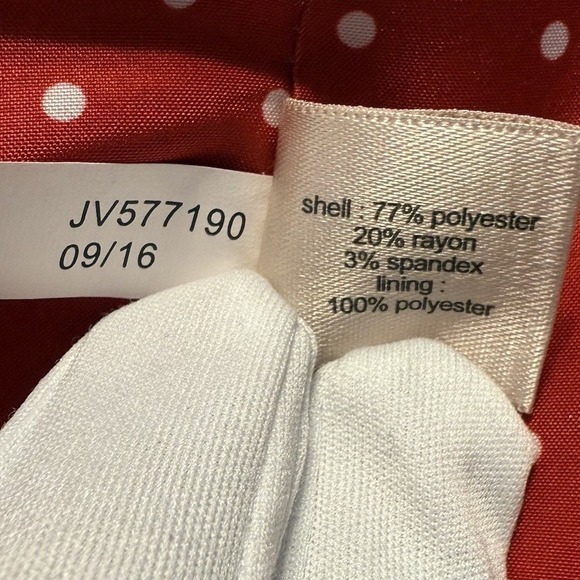 JV577190
09/16
shell : 77% polyester
20% rayon
3% spandex
lining :
100% polyester